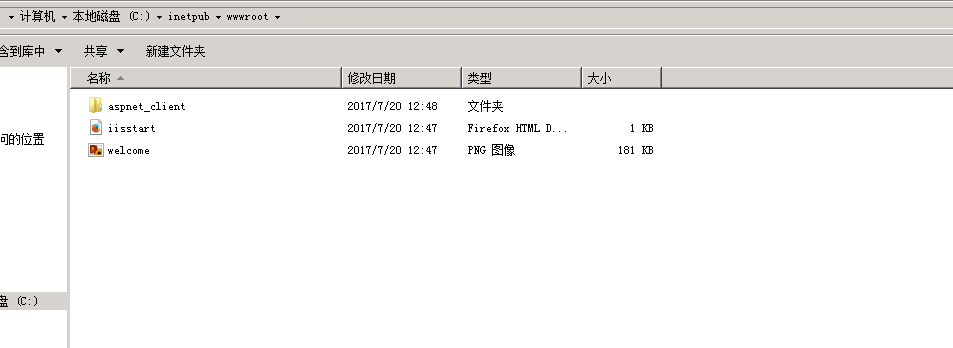 计算机 本地磁盘 (C:) inetpub wwwroot
含到库中 共享 新建文件夹
名称 修改日期 类型 大小
aspnet_client 2017/7/20 12:48 文件夹
iisstart 2017/7/20 12:47 Firefox HTML D... 1 KB
问的位置
welcome 2017/7/20 12:47 PNG 图像 181 KB
盘 (C:)